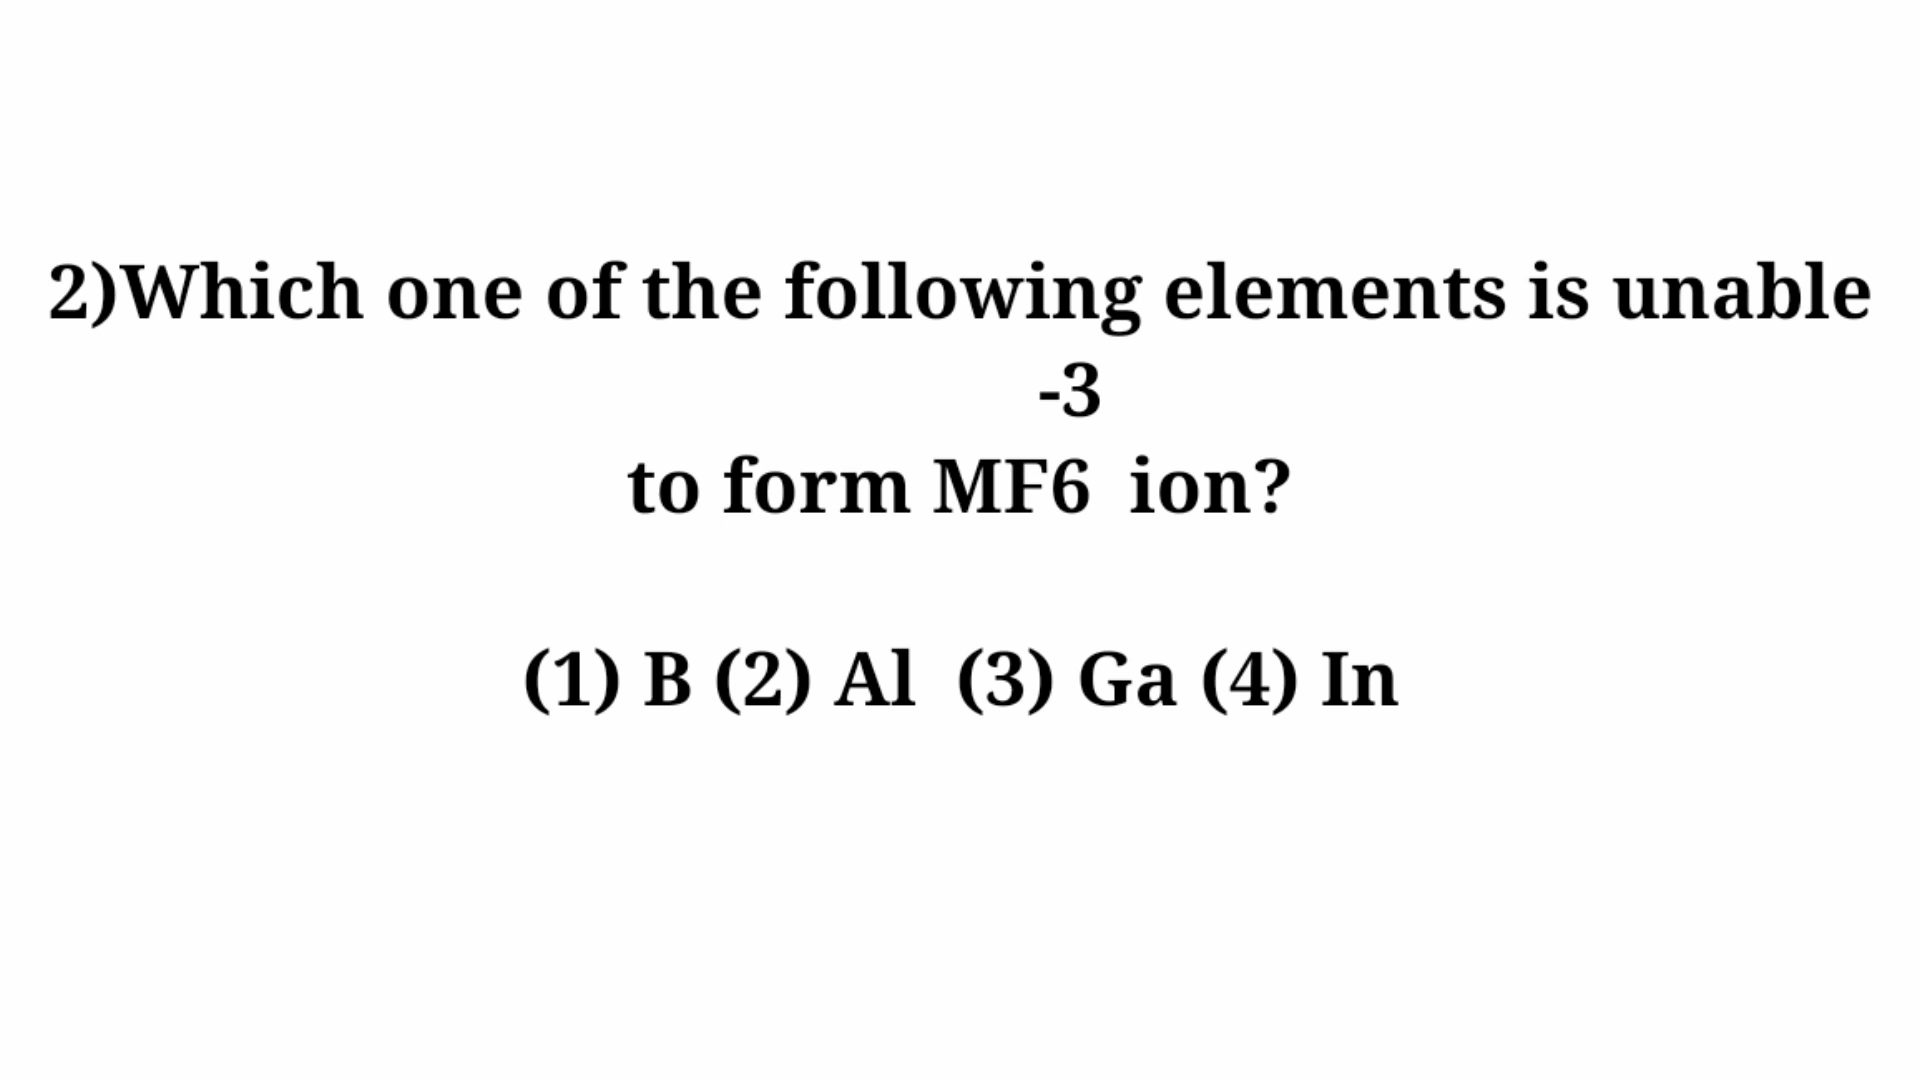 2)Which one of the following elements is unable
-3
to form MF6 ion?
(1) B (2) Al (3) Ga (4) In